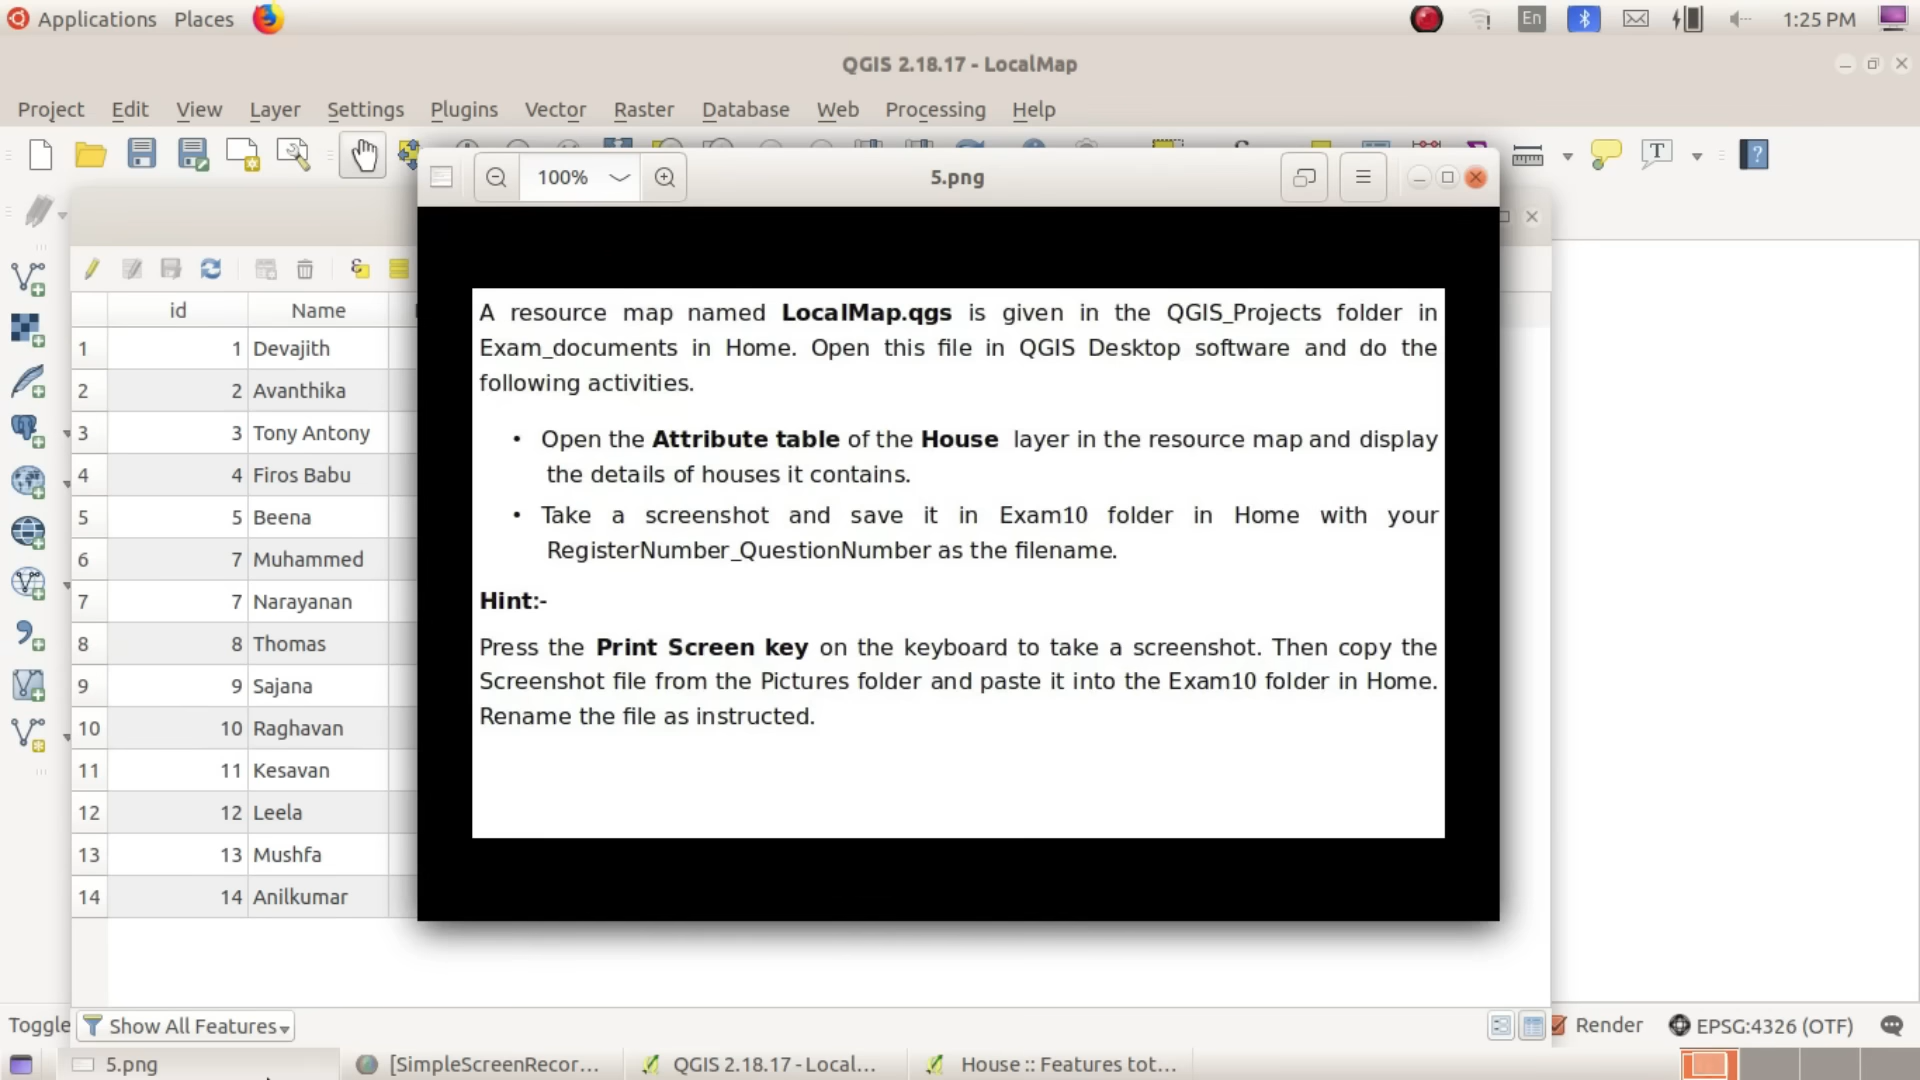 Applications Places En 1:25 PM
QGIS 2.18.17 - LocalMap
Project Edit View Layer Settings Plugins Vector Raster Database Web Processing Help
100% 5.png
id Name
1 1 Devajith
2 2 Avanthika
3 3 Tony Antony
4 4 Firos Babu
5 5 Beena
6 7 Muhammed
7 7 Narayanan
8 8 Thomas
9 9 Sajana
10 10 Raghavan
11 11 Kesavan
12 12 Leela
13 13 Mushfa
14 14 Anilkumar
A resource map named LocalMap.qgs is given in the QGIS_Projects folder in
Exam_documents in Home. Open this file in QGIS Desktop software and do the
following activities.
• Open the Attribute table of the House layer in the resource map and display
the details of houses it contains.
• Take a screenshot and save it in Exam10 folder in Home with your
RegisterNumber_QuestionNumber as the filename.
Hint:-
Press the Print Screen key on the keyboard to take a screenshot. Then copy the
Screenshot file from the Pictures folder and paste it into the Exam10 folder in Home.
Rename the file as instructed.
Toggle Show All Features Render EPSG:4326 (OTF)
5.png [SimpleScreenRecor... QGIS 2.18.17 - Local... House :: Features tot...